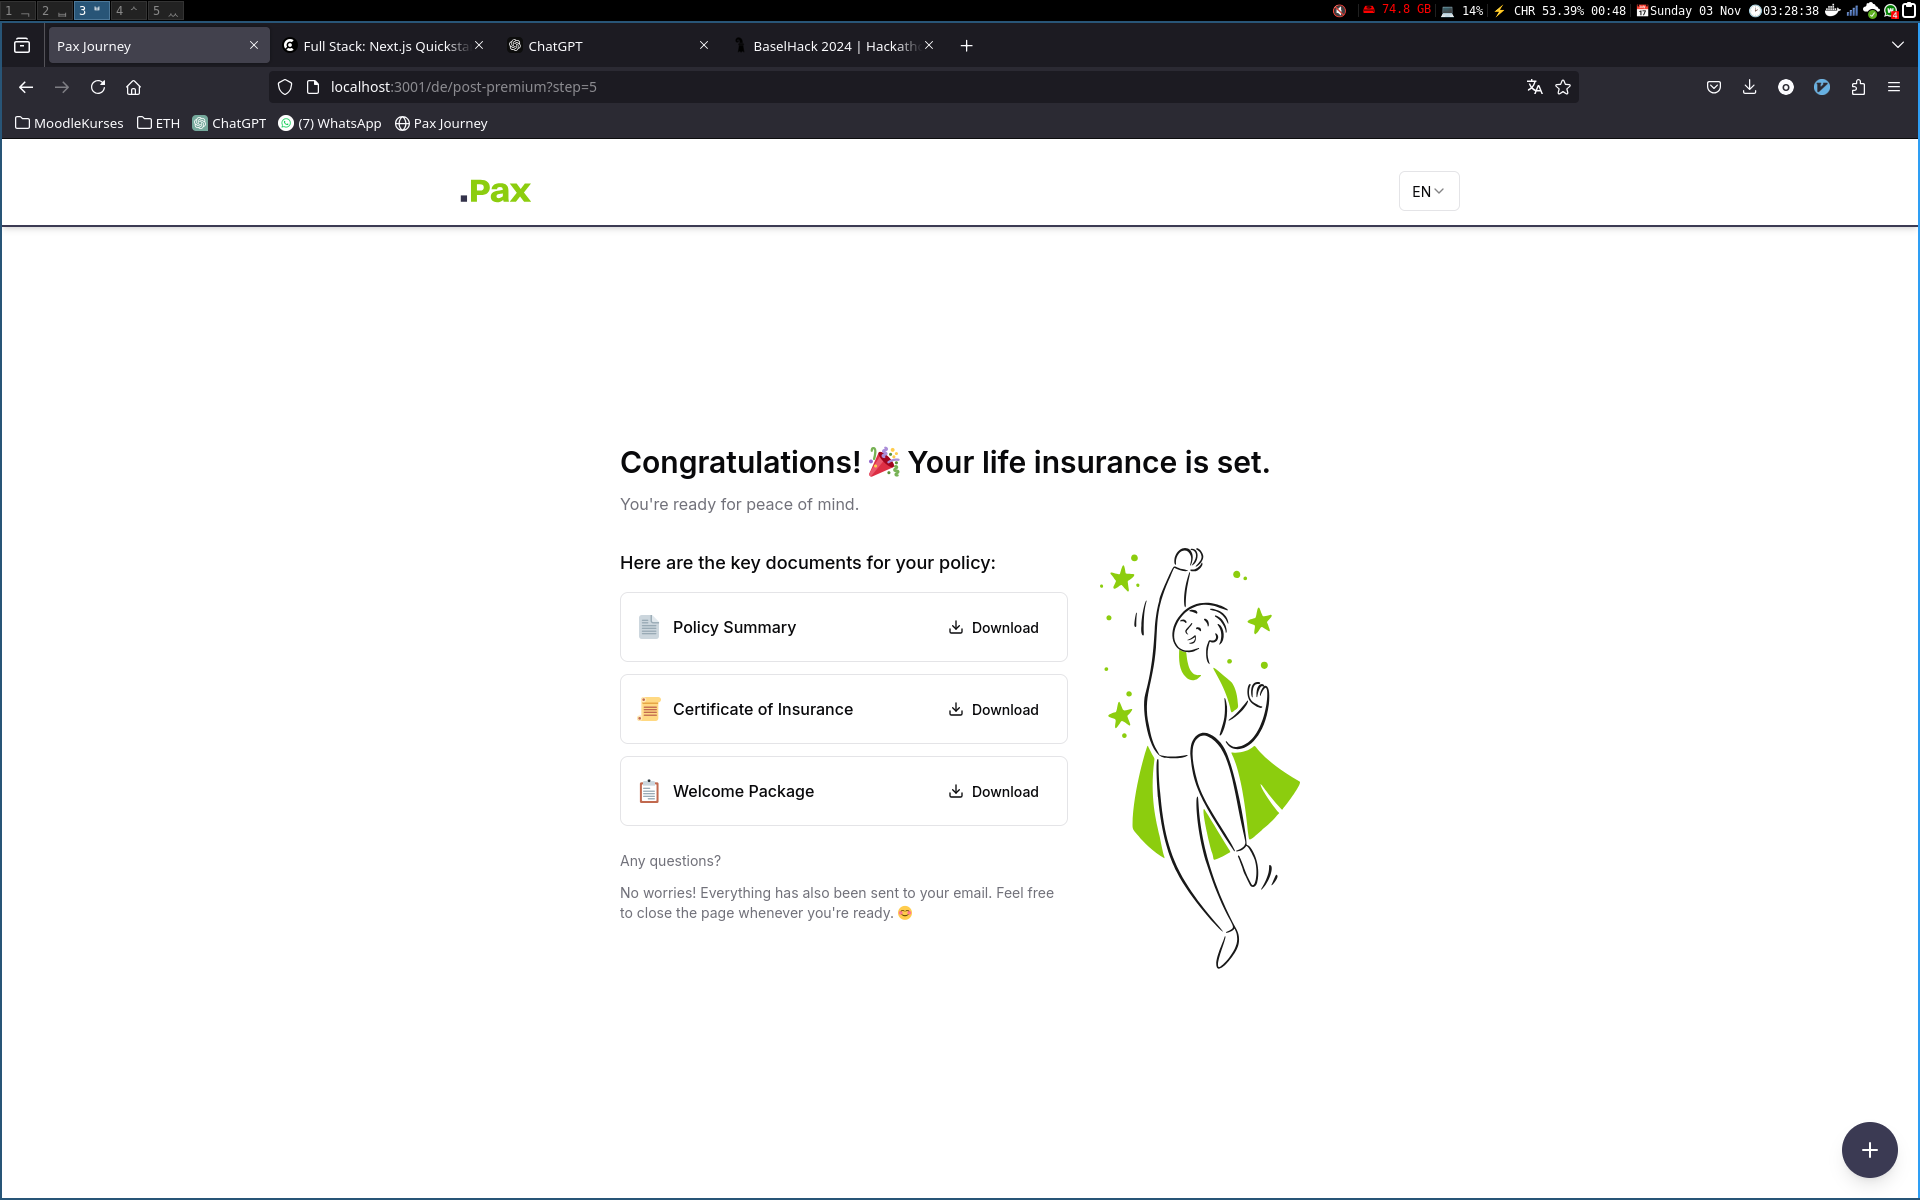 1 2 3 4 5 74.8 GB 14% CHR 53.39% 00:48 Sunday 03 Nov 03:28:38
Pax Journey Full Stack: Next.js Quicksta ChatGPT BaselHack 2024 | Hackath
localhost:3001/de/post-premium?step=5
MoodleKurses ETH ChatGPT (7) WhatsApp Pax Journey
.Pax EN
Congratulations! 🎉 Your life insurance is set.
You're ready for peace of mind.
Here are the key documents for your policy:
Policy Summary Download
Certificate of Insurance Download
Welcome Package Download
Any questions?
No worries! Everything has also been sent to your email. Feel free
to close the page whenever you're ready. 😊